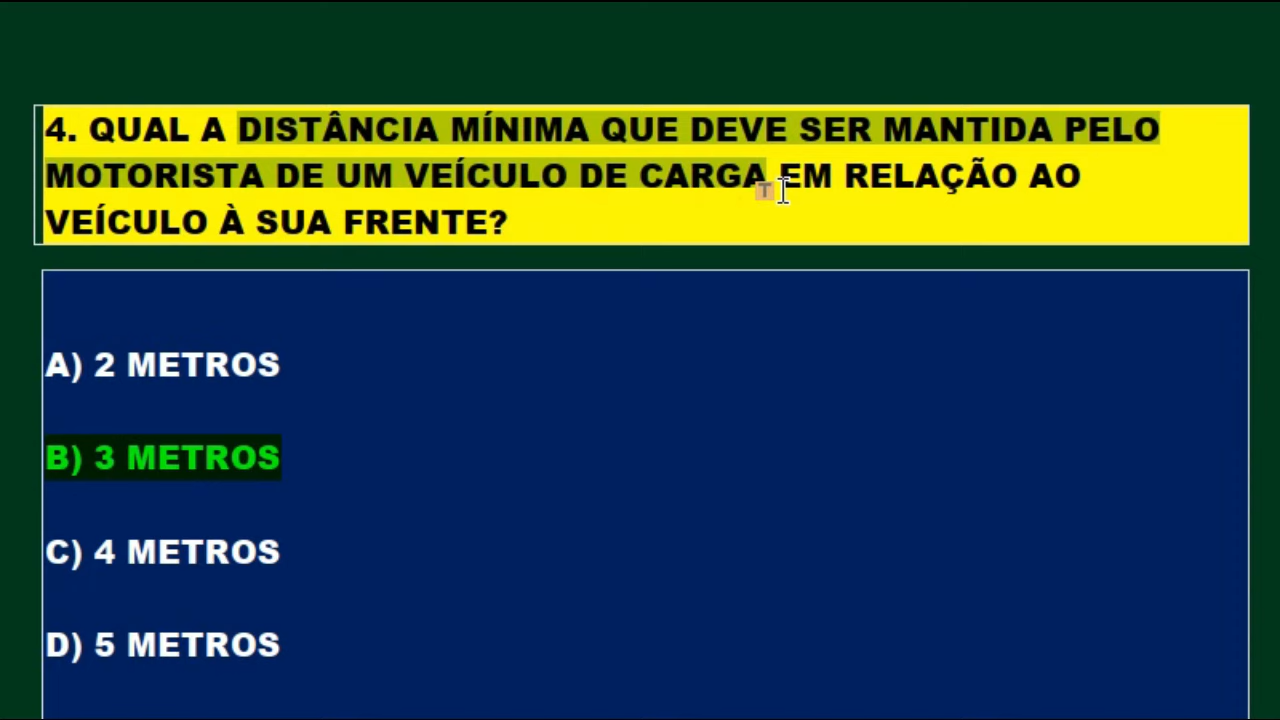 4. QUAL A DISTÂNCIA MÍNIMA QUE DEVE SER MANTIDA PELO
MOTORISTA DE UM VEÍCULO DE CARGA EM RELAÇÃO AO
VEÍCULO À SUA FRENTE?
A) 2 METROS
B) 3 METROS
C) 4 METROS
D) 5 METROS